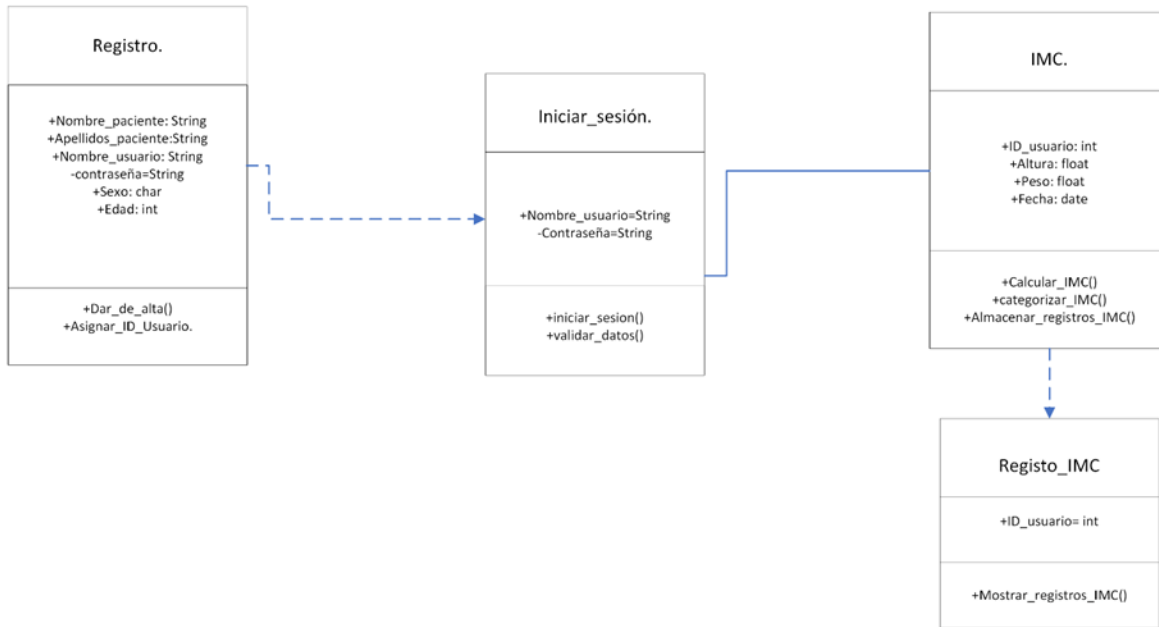 Registro.
+Nombre_paciente: String
+Apellidos_paciente:String
+Nombre_usuario: String
-contraseña=String
+Sexo: char
+Edad: int
+Dar_de_alta()
+Asignar_ID_Usuario.
Iniciar_sesión.
+Nombre_usuario=String
-Contraseña=String
+iniciar_sesion()
+validar_datos()
IMC.
+ID_usuario: int
+Altura: float
+Peso: float
+Fecha: date
+Calcular_IMC()
+categorizar_IMC()
+Almacenar_registros_IMC()
Registo_IMC
+ID_usuario= int
+Mostrar_registros_IMC()